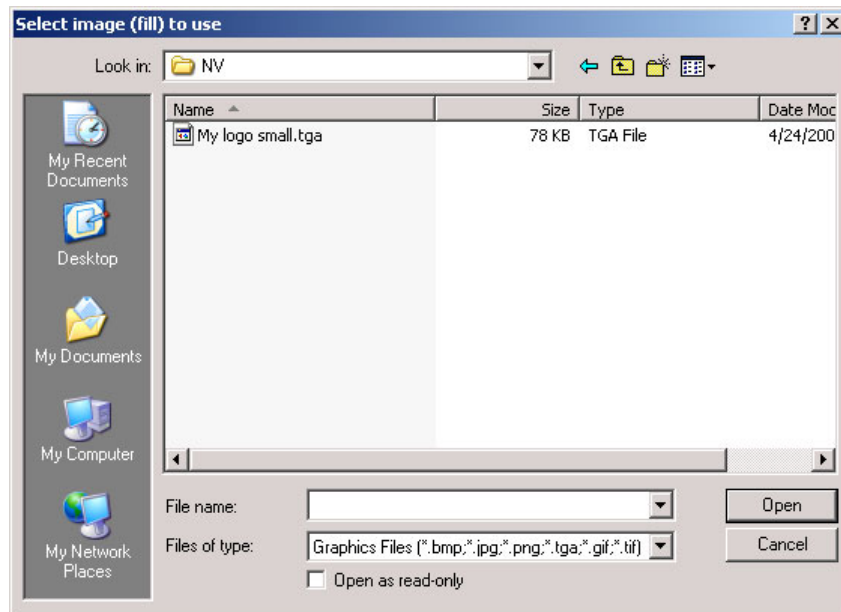 Select image (fill) to use
Look in: NV
Name Size Type Date Moc
My logo small.tga 78 KB TGA File 4/24/200
My Recent
Documents
Desktop
My Documents
My Computer
My Network
Places
File name: Open
Files of type: Graphics Files (*.bmp;*.jpg;*.png;*.tga;*.gif;*.tif) Cancel
Open as read-only